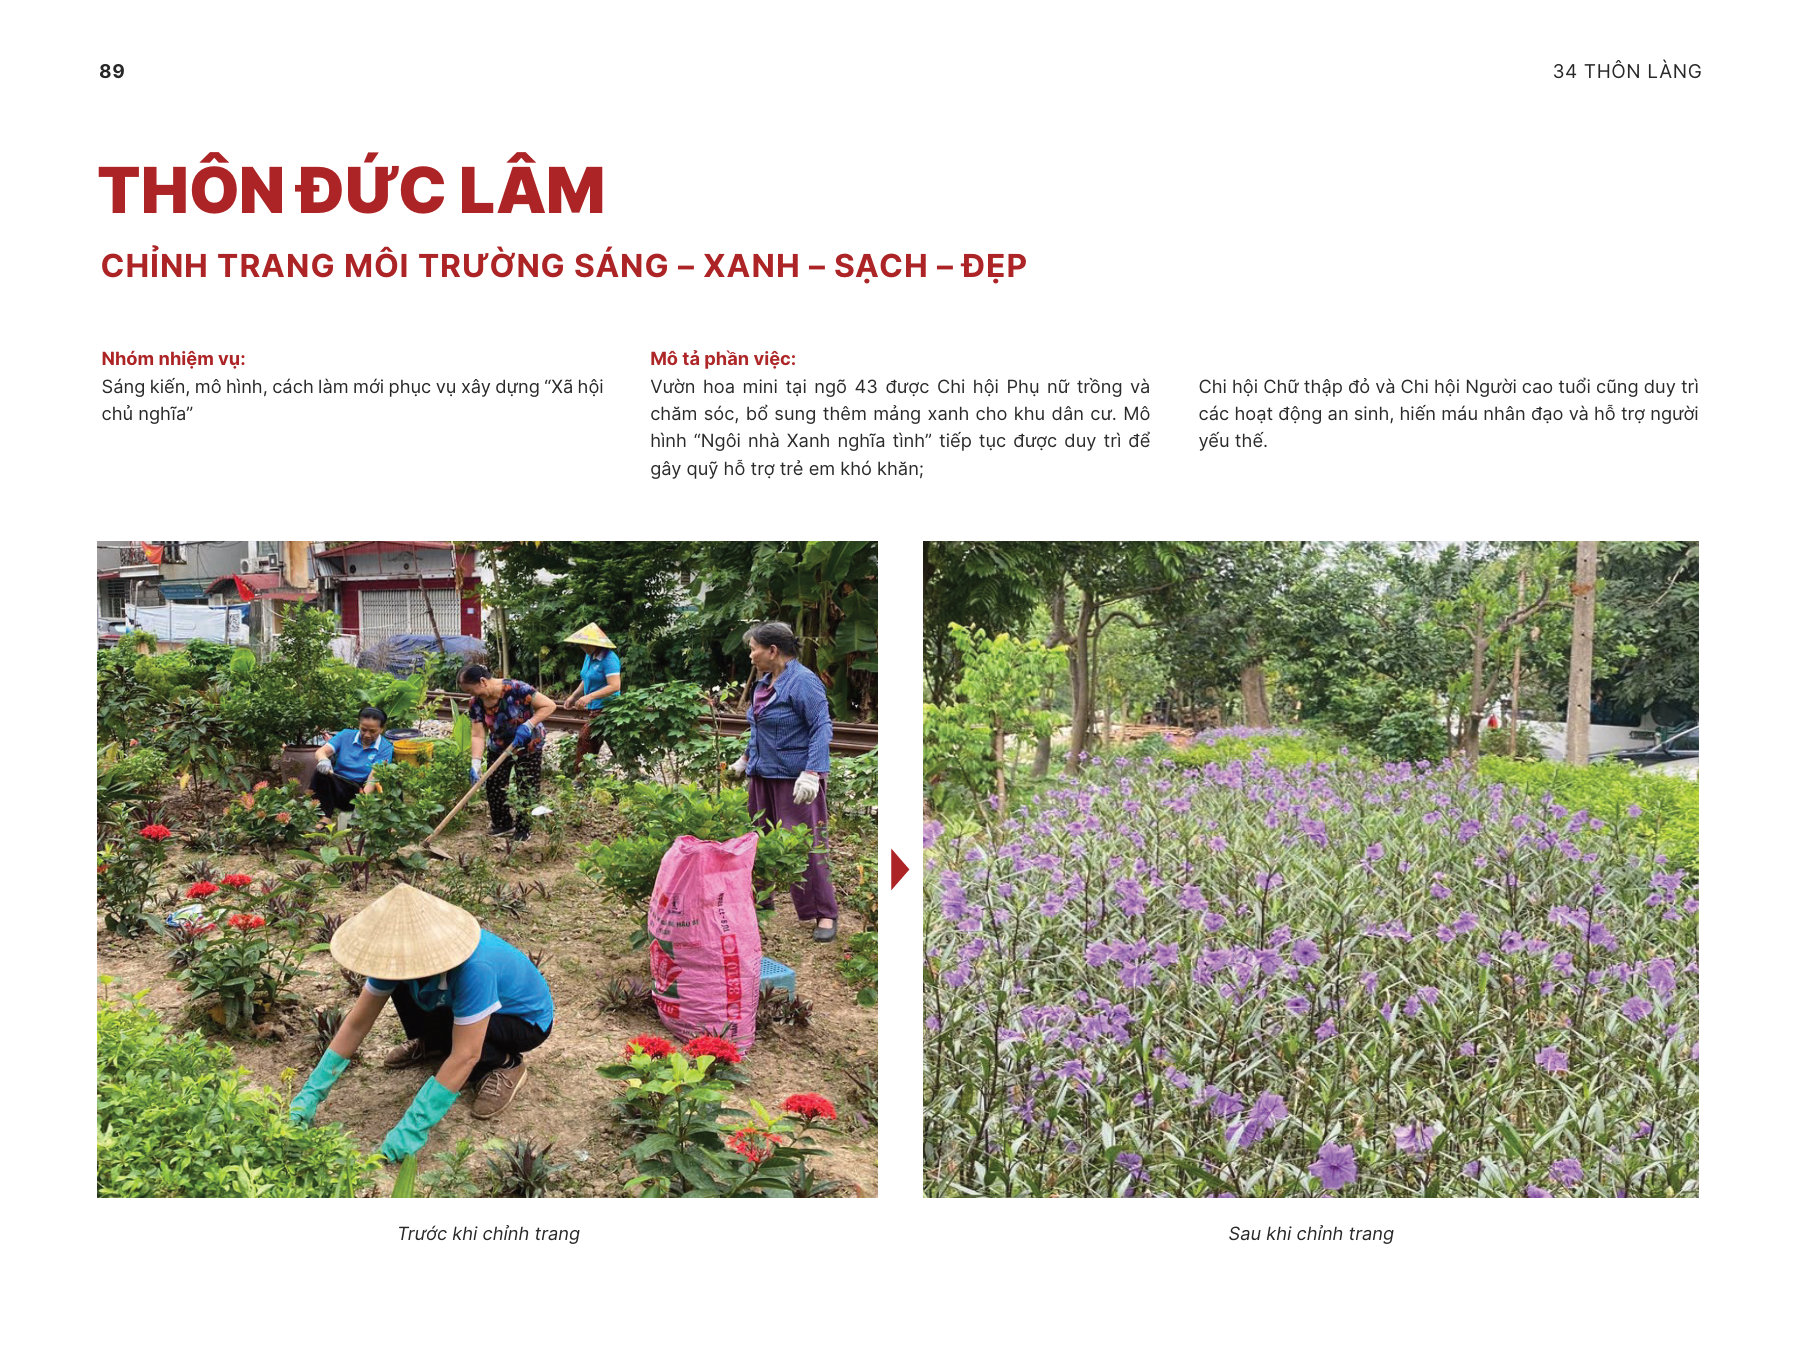 89
34 THÔN LÀNG
THÔN ĐỨC LÂM
CHỈNH TRANG MÔI TRƯỜNG SÁNG – XANH – SẠCH – ĐẸP
Nhóm nhiệm vụ:
Sáng kiến, mô hình, cách làm mới phục vụ xây dựng “Xã hội
chủ nghĩa”
Mô tả phần việc:
Vườn hoa mini tại ngõ 43 được Chi hội Phụ nữ trồng và
chăm sóc, bổ sung thêm mảng xanh cho khu dân cư. Mô
hình “Ngôi nhà Xanh nghĩa tình” tiếp tục được duy trì để
gây quỹ hỗ trợ trẻ em khó khăn;
Chi hội Chữ thập đỏ và Chi hội Người cao tuổi cũng duy trì
các hoạt động an sinh, hiến máu nhân đạo và hỗ trợ người
yếu thế.
Trước khi chỉnh trang
Sau khi chỉnh trang